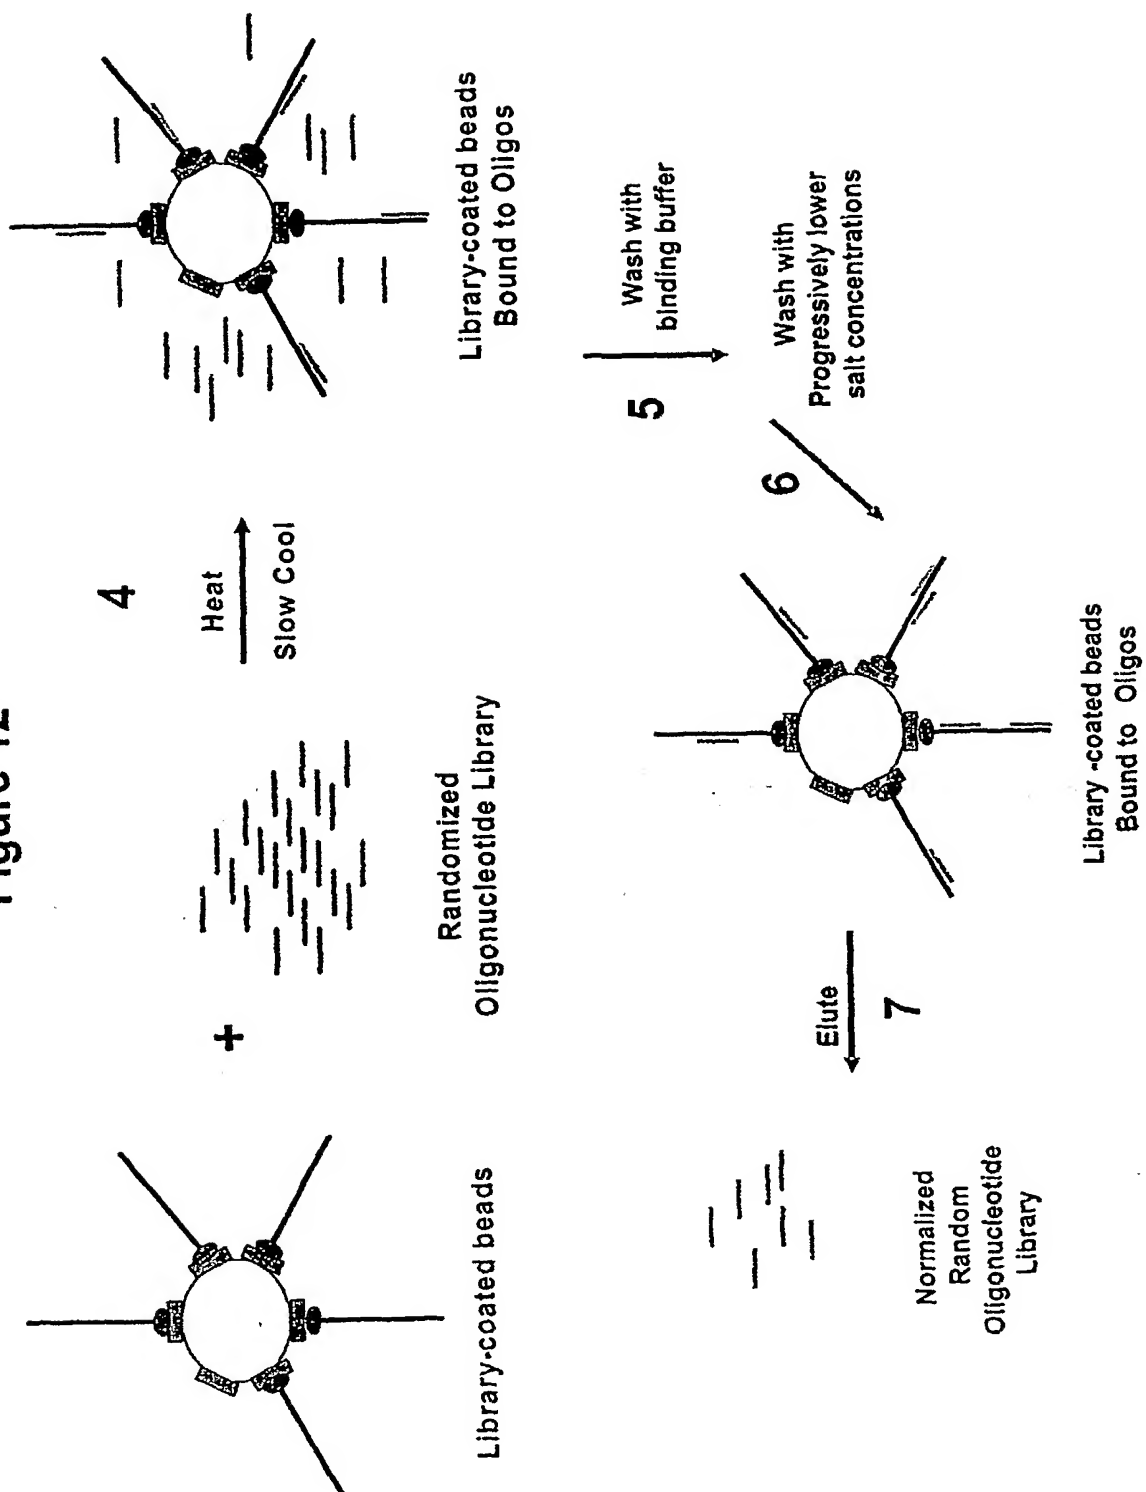 Figure 12
4
Heat
Slow Cool
+
Library-coated beads
Randomized
Oligonucleotide Library
Library-coated beads
Bound to Oligos
5
Wash with
binding buffer
6
Wash with
Progressively lower
salt concentrations
Elute
7
Normalized
Random
Oligonucleotide
Library
Library -coated beads
Bound to Oligos